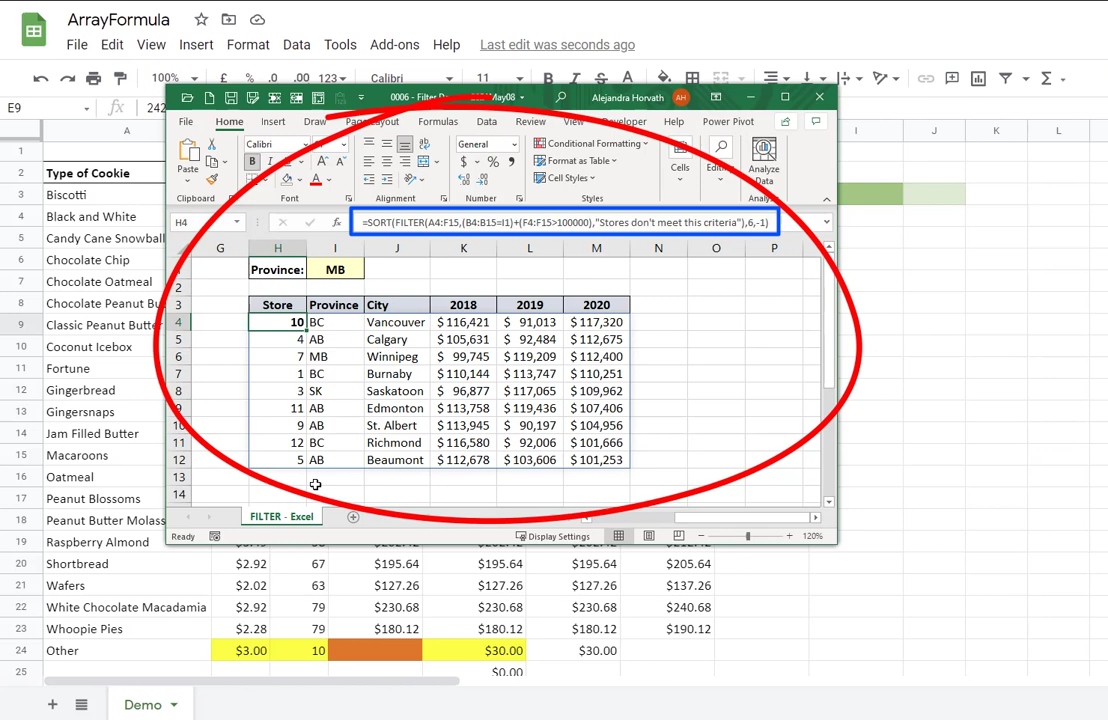 ArrayFormula
File Edit View Insert Format Data Tools Add-ons Help Last edit was seconds ago
100% £ % .0 .00 123 Calibri 11 B I S A Σ
E9 fx 242
A I J K L
1
2 Type of Cookie
3 Biscotti
4 Black and White
5 Candy Cane Snowball
6 Chocolate Chip
7 Chocolate Oatmeal
8 Chocolate Peanut Bu
9 Classic Peanut Butter
10 Coconut Icebox
11 Fortune
12 Gingerbread
13 Gingersnaps
14 Jam Filled Butter
15 Macaroons
16 Oatmeal
17 Peanut Blossoms
18 Peanut Butter Molass
19 Raspberry Almond
20 Shortbread $2.92 67 $195.64 $195.64 $195.64 $205.64
21 Wafers $2.02 63 $127.26 $127.26 $127.26 $137.26
22 White Chocolate Macadamia $2.92 79 $230.68 $230.68 $230.68 $240.68
23 Whoopie Pies $2.28 79 $180.12 $180.12 $180.12 $190.12
24 Other $3.00 10 $30.00 $30.00
25 $0.00
Demo
Alejandra Horvath AH
File Home Insert Draw Page Layout Formulas Data Review View Developer Help Power Pivot
Paste Calibri General Conditional Formatting Cells Editing Analyze
B I $ % Format as Table Data
A Cell Styles
Font Alignment Number Styles
H4 fx =SORT(FILTER(A4:F15,(B4:B15=I1)+(F4:F15>100000),"Stores don't meet this criteria"),6,-1)
G H I J K L M N O P
Province: MB
2
3 Store Province City 2018 2019 2020
4 10 BC Vancouver $116,421 $ 91,013 $117,320
5 4 AB Calgary $105,631 $ 92,484 $112,675
6 7 MB Winnipeg $ 99,745 $119,209 $112,400
7 1 BC Burnaby $110,144 $113,747 $110,251
8 3 SK Saskatoon $ 96,877 $117,065 $109,962
9 11 AB Edmonton $113,758 $119,436 $107,406
10 9 AB St. Albert $113,945 $ 90,197 $104,956
11 12 BC Richmond $116,580 $ 92,006 $101,666
12 5 AB Beaumont $112,678 $103,606 $101,253
13
14
FILTER - Excel
Ready Display Settings 120%